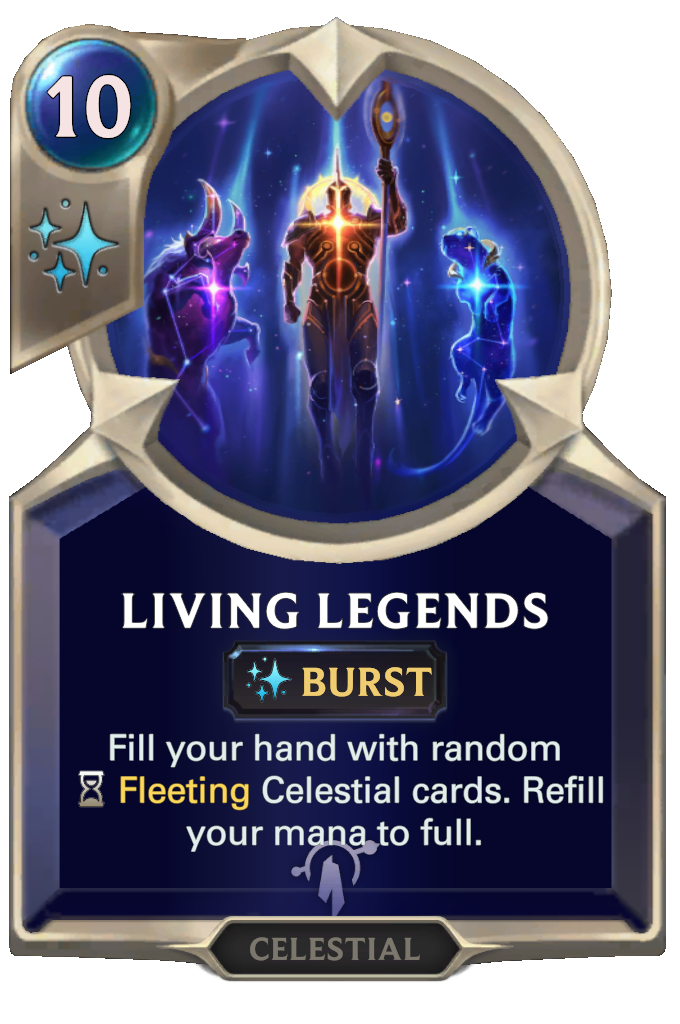 10
LIVING LEGENDS
BURST
Fill your hand with random
Fleeting Celestial cards. Refill
your mana to full.
CELESTIAL